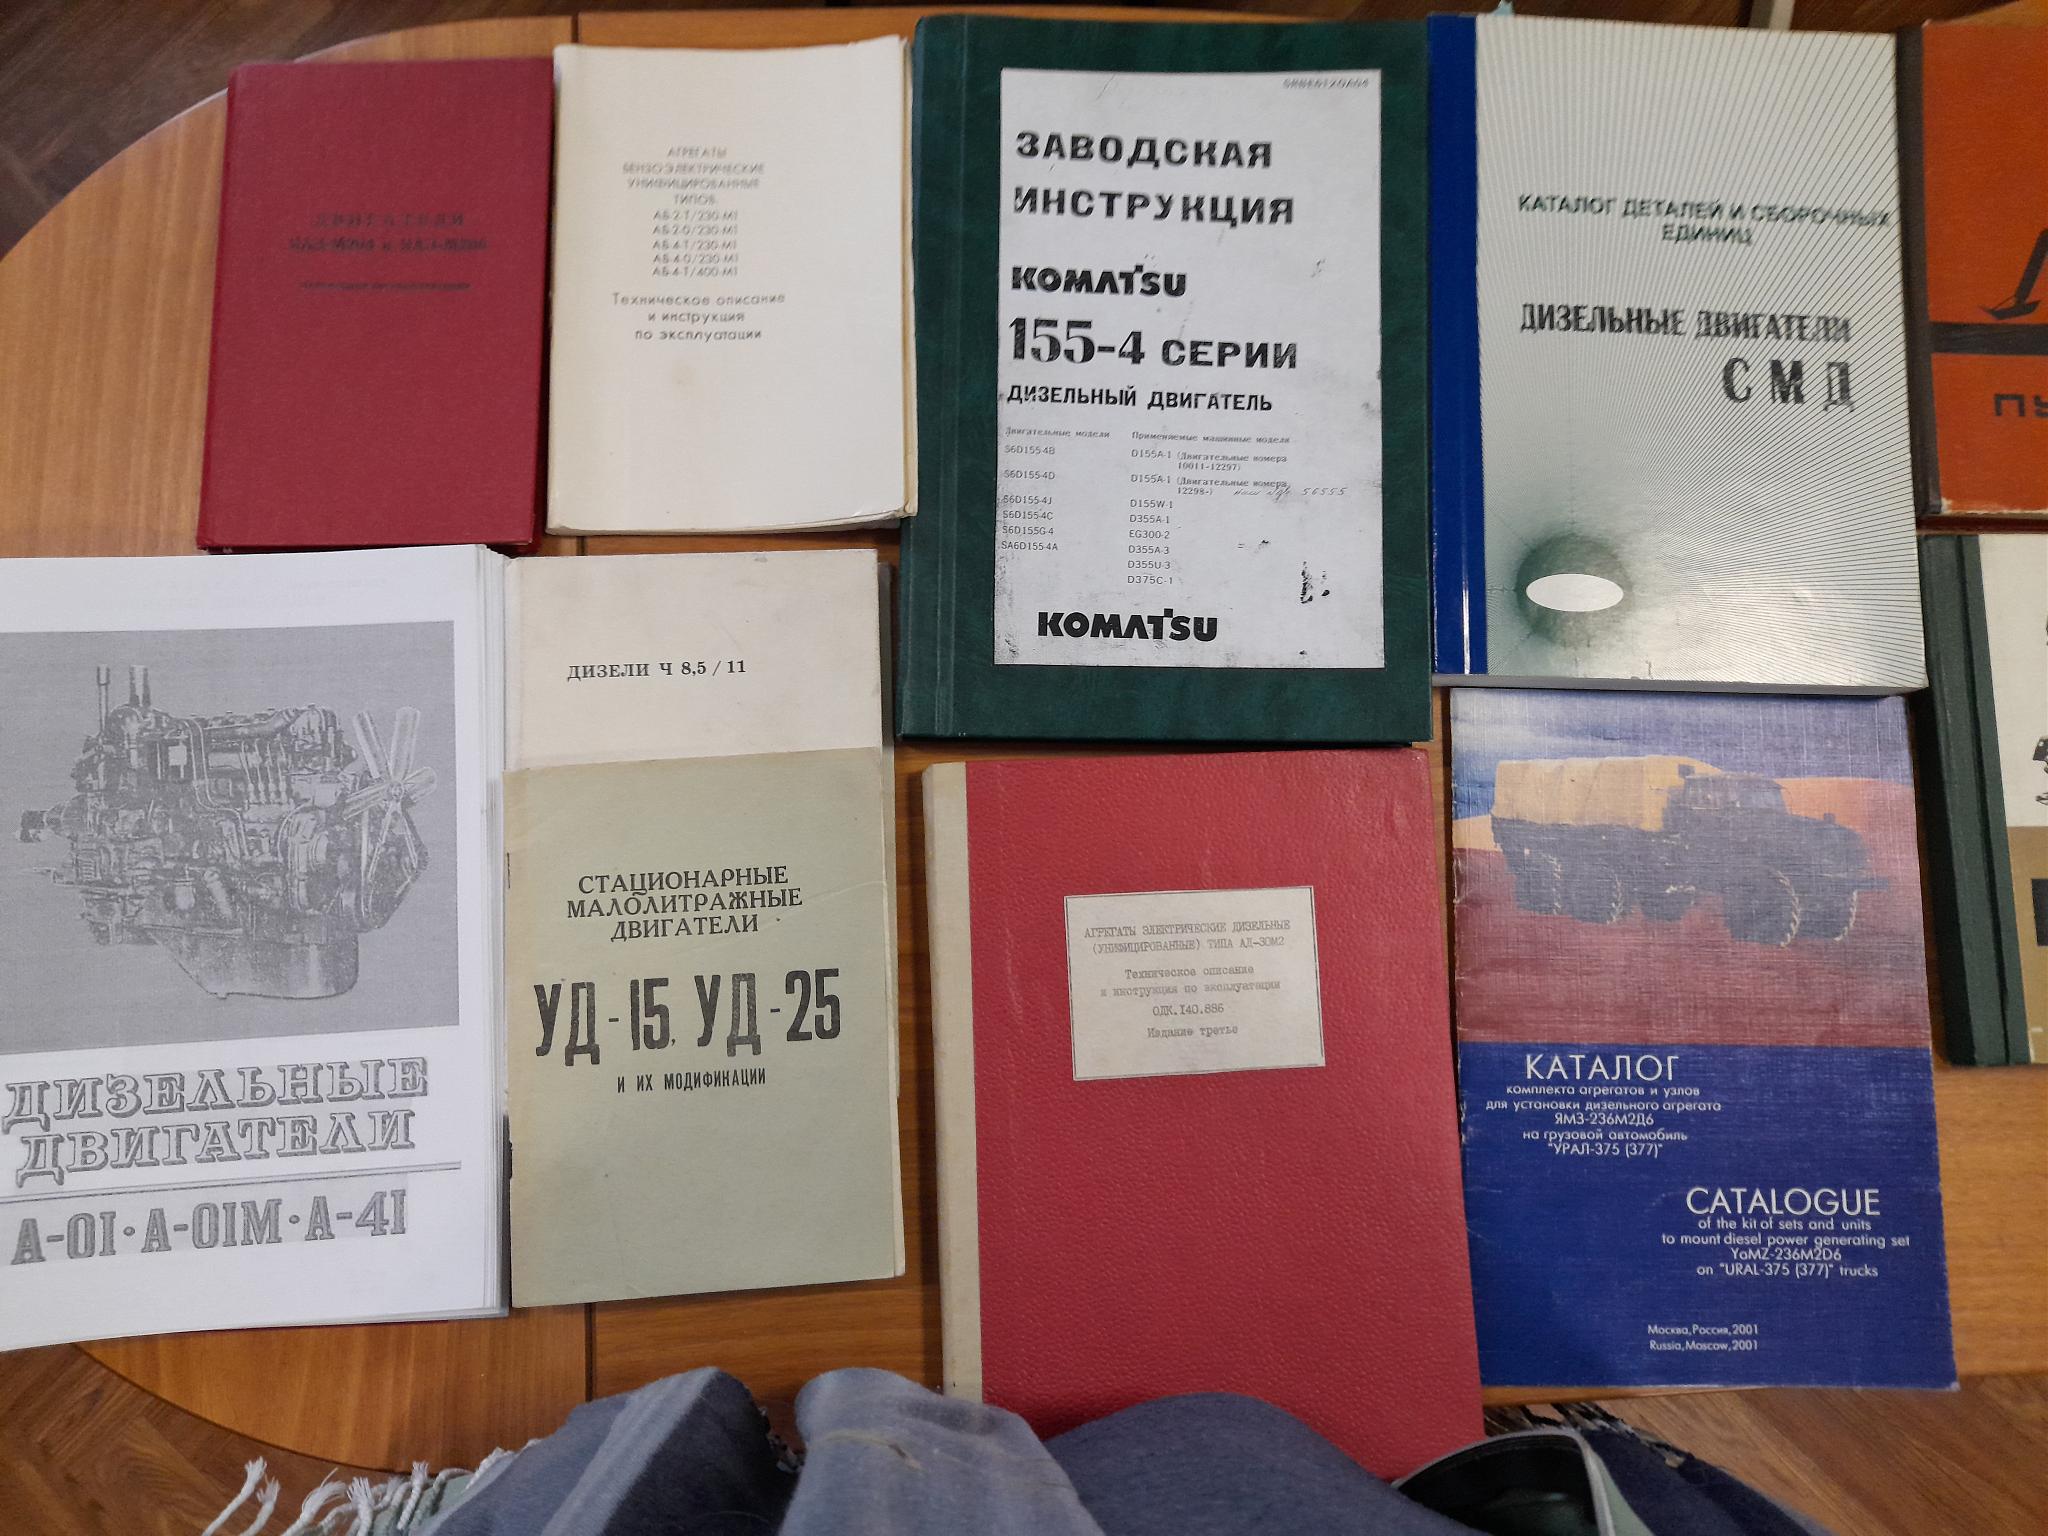 ДВИГАТЕЛИ
ЯАЗ-М204 и ЯАЗ-М206
АГРЕГАТЫ
БЕНЗОЭЛЕКТРИЧЕСКИЕ
УНИФИЦИРОВАННЫЕ
ТИПОВ:
АБ-2-Т/230-М1
АБ-2-О/230-М1
АБ-4-Т/230-М1
АБ-4-О/230-М1
АБ-4-Т/400-М1
Техническое описание
и инструкция
по эксплуатации
ЗАВОДСКАЯ
ИНСТРУКЦИЯ
KOMATSU
155-4 СЕРИИ
ДИЗЕЛЬНЫЙ ДВИГАТЕЛЬ
Двигательные модели Применяемые машинные модели
S6D155-4B D155A-1 (Двигательные номера
10011-12297)
S6D155-4D D155A-1 (Двигательные номера
12298-) 56555
S6D155-4J D155W-1
S6D155-4C D355A-1
S6D155G-4 EG300-2
SA6D155-4A D355A-3
D355U-3
D375C-1
KOMATSU
КАТАЛОГ ДЕТАЛЕЙ И СБОРОЧНЫХ
ЕДИНИЦ
ДИЗЕЛЬНЫЕ ДВИГАТЕЛИ
СМД
ПУ
ДИЗЕЛЬНЫЕ
ДВИГАТЕЛИ
А-01·А-01М·А-41
ДИЗЕЛИ Ч 8,5 / 11
СТАЦИОНАРНЫЕ
МАЛОЛИТРАЖНЫЕ
ДВИГАТЕЛИ
УД-15, УД-25
И ИХ МОДИФИКАЦИИ
АГРЕГАТЫ ЭЛЕКТРИЧЕСКИЕ ДИЗЕЛЬНЫЕ
(УНИФИЦИРОВАННЫЕ) ТИПА АД-30М2
Техническое описание
и инструкция по эксплуатации
ОДК.140.886
Издание третье
КАТАЛОГ
комплекта агрегатов и узлов
для установки дизельного агрегата
ЯМЗ-236М2Д6
на грузовой автомобиль
"УРАЛ-375 (377)"
CATALOGUE
of the kit of sets and units
to mount diesel power generating set
YaMZ-236M2D6
on "URAL-375 (377)" trucks
Москва, Россия, 2001
Russia, Moscow, 2001